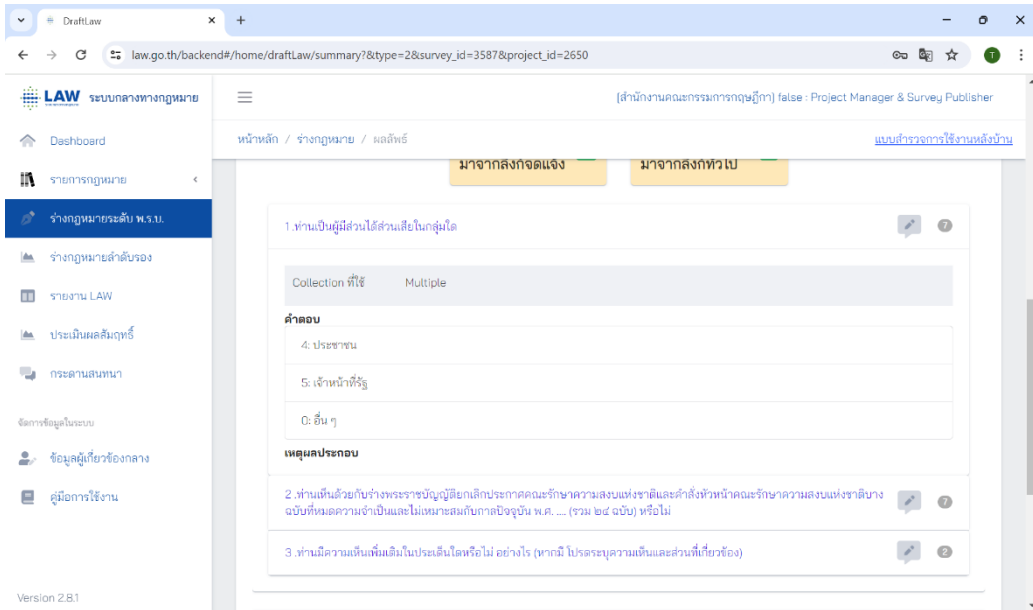 DraftLaw
law.go.th/backend#/home/draftLaw/summary?&type=2&survey_id=3587&project_id=2650
T
LAW ระบบกลางทางกฎหมาย
[สำนักงานคณะกรรมการกฤษฎีกา] false : Project Manager & Survey Publisher
Dashboard
หน้าหลัก / ร่างกฎหมาย / ผลลัพธ์
แบบสำรวจการใช้งานหลังบ้าน
รายการกฎหมาย
ร่างกฎหมายระดับ พ.ร.บ.
ร่างกฎหมายลำดับรอง
รายงาน LAW
ประเมินผลสัมฤทธิ์
กระดานสนทนา
จัดการข้อมูลในระบบ
ข้อมูลผู้เกี่ยวข้องกลาง
คู่มือการใช้งาน
Version 2.8.1
มาจากลิงก์จัดแจ้ง
มาจากลิงก์ทั่วไป
1 .ท่านเป็นผู้มีส่วนได้ส่วนเสียในกลุ่มใด
7
Collection ที่ใช้ Multiple
คำตอบ
4: ประชาชน
5: เจ้าหน้าที่รัฐ
0: อื่น ๆ
เหตุผลประกอบ
2 .ท่านเห็นด้วยกับร่างพระราชบัญญัติยกเลิกประกาศคณะรักษาความสงบแห่งชาติและคำสั่งหัวหน้าคณะรักษาความสงบแห่งชาติบาง
ฉบับที่หมดความจำเป็นและไม่เหมาะสมกับกาลปัจจุบัน พ.ศ. .... (รวม ๒๔ ฉบับ) หรือไม่
7
3 .ท่านมีความเห็นเพิ่มเติมในประเด็นใดหรือไม่ อย่างไร (หากมี โปรดระบุความเห็นและส่วนที่เกี่ยวข้อง)
2